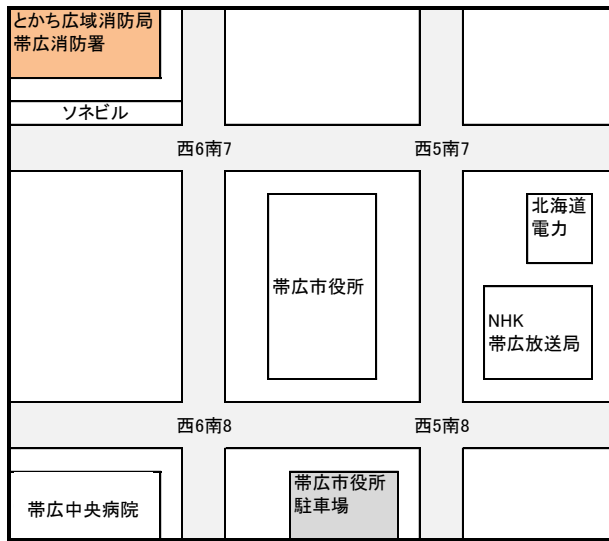 とかち広域消防局
帯広消防署
ソネビル
西6南7
西5南7
北海道
電力
帯広市役所
NHK
帯広放送局
西6南8
西5南8
帯広中央病院
帯広市役所
駐車場